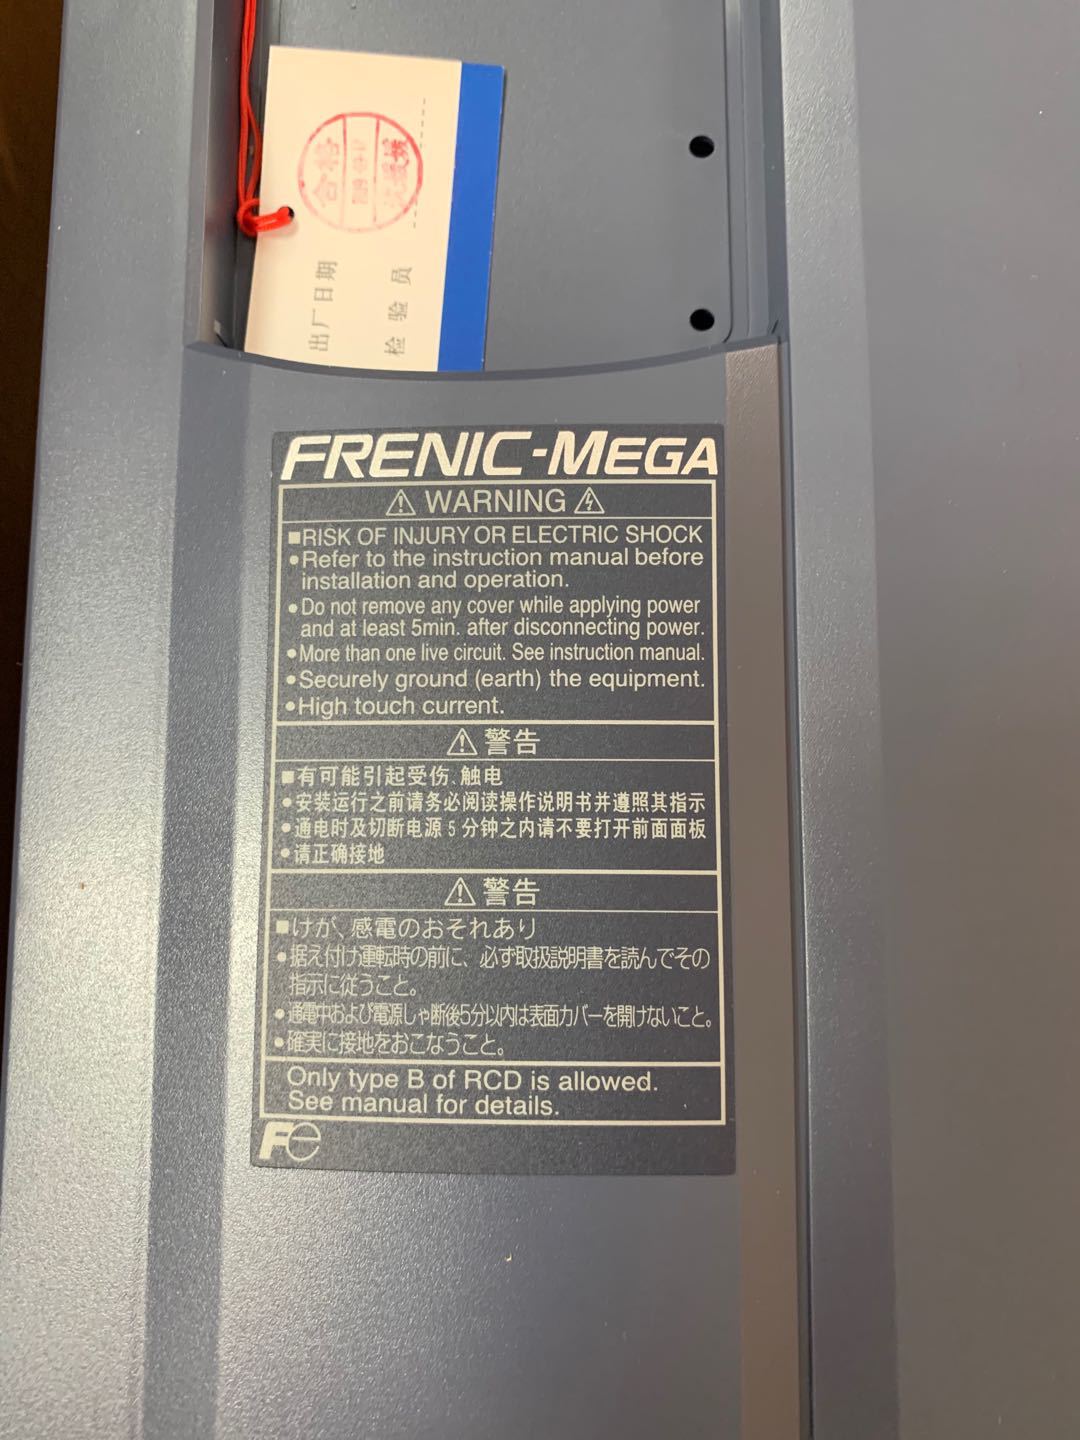 合格
出厂日期
检验员
FRENIC-MEGA
WARNING
■RISK OF INJURY OR ELECTRIC SHOCK
•Refer to the instruction manual before
installation and operation.
•Do not remove any cover while applying power
and at least 5min. after disconnecting power.
•More than one live circuit. See instruction manual.
•Securely ground (earth) the equipment.
•High touch current.
警告
■有可能引起受伤、触电
•安装运行之前请务必阅读操作说明书并遵照其指示
•通电时及切断电源5分钟之内请不要打开前面面板
•请正确接地
警告
■けが、感電のおそれあり
•据え付け運転時の前に、必ず取扱説明書を読んでその
指示に従うこと。
•通電中および電源しゃ断後5分以内は表面カバーを開けないこと。
•確実に接地をおこなうこと。
Only type B of RCD is allowed.
See manual for details.
Fe